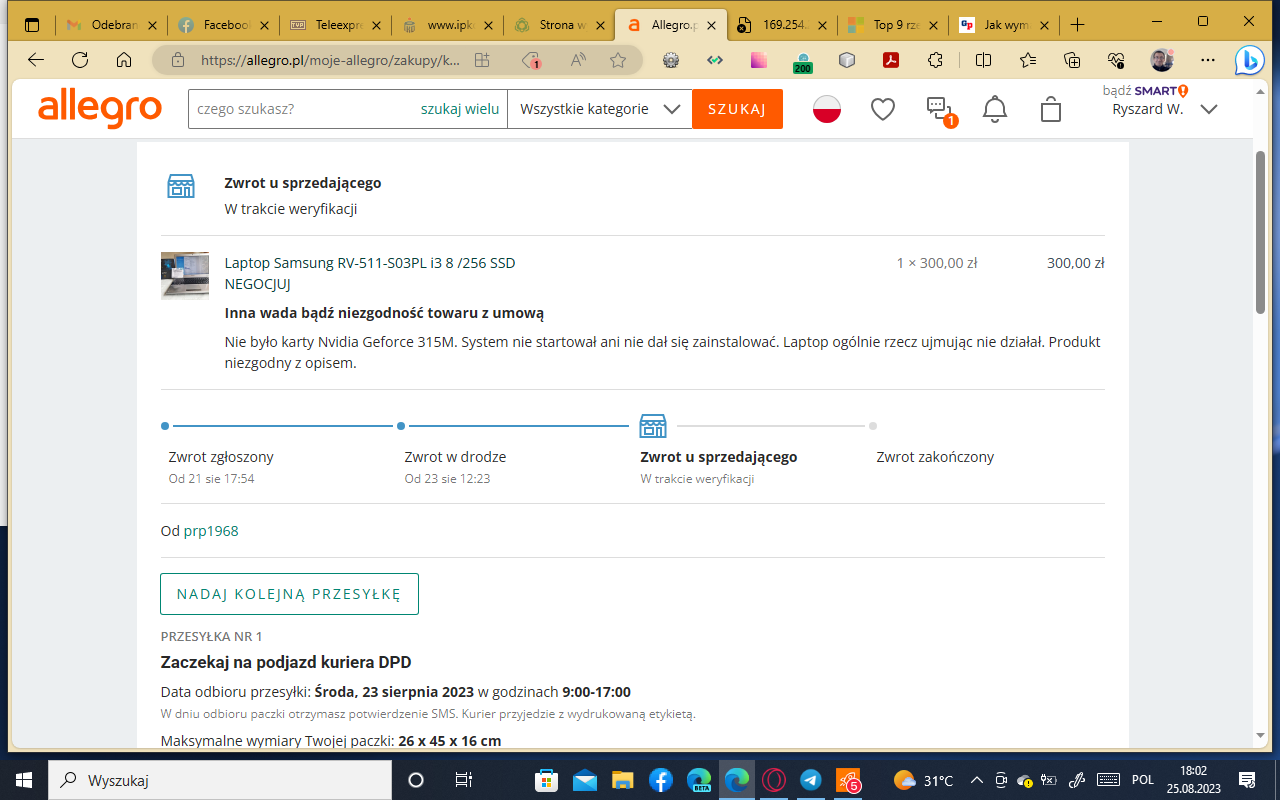 Odebran
Facebook
Teleexpre
www.ipk
Strona w
Allegro.p
169.254.
Top 9 rze
Jak wym
https://allegro.pl/moje-allegro/zakupy/k...
1
200
allegro
czego szukasz?
szukaj wielu
Wszystkie kategorie
SZUKAJ
1
bądź SMART!
Ryszard W.
Zwrot u sprzedającego
W trakcie weryfikacji
Laptop Samsung RV-511-S03PL i3 8 /256 SSD
NEGOCJUJ
1 × 300,00 zł
300,00 zł
Inna wada bądź niezgodność towaru z umową
Nie było karty Nvidia Geforce 315M. System nie startował ani nie dał się zainstalować. Laptop ogólnie rzecz ujmując nie działał. Produkt
niezgodny z opisem.
Zwrot zgłoszony
Od 21 sie 17:54
Zwrot w drodze
Od 23 sie 12:23
Zwrot u sprzedającego
W trakcie weryfikacji
Zwrot zakończony
Od prp1968
NADAJ KOLEJNĄ PRZESYŁKĘ
PRZESYŁKA NR 1
Zaczekaj na podjazd kuriera DPD
Data odbioru przesyłki: Środa, 23 sierpnia 2023 w godzinach 9:00-17:00
W dniu odbioru paczki otrzymasz potwierdzenie SMS. Kurier przyjedzie z wydrukowaną etykietą.
Maksymalne wymiary Twojej paczki: 26 x 45 x 16 cm
Wyszukaj
BETA
5
31°C
POL
18:02
25.08.2023